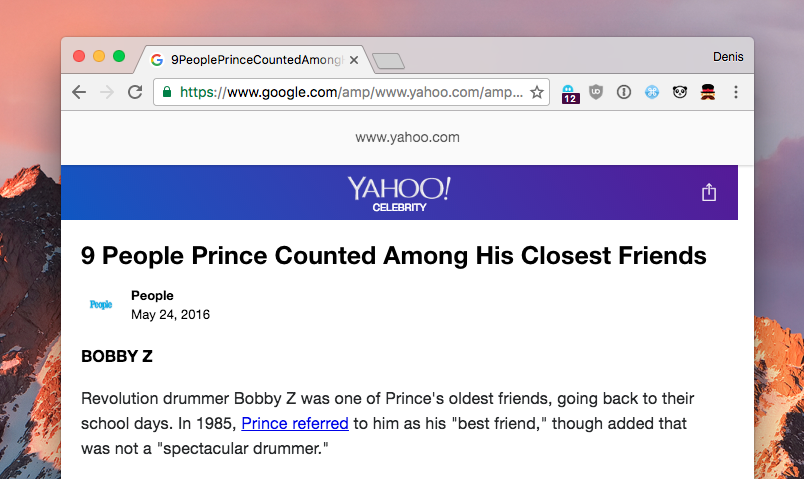 9PeoplePrinceCountedAmong
Denis
https://www.google.com/amp/www.yahoo.com/amp...
12
www.yahoo.com
YAHOO!
CELEBRITY
9 People Prince Counted Among His Closest Friends
People
People
May 24, 2016
BOBBY Z
Revolution drummer Bobby Z was one of Prince's oldest friends, going back to their
school days. In 1985, Prince referred to him as his "best friend," though added that
was not a "spectacular drummer."